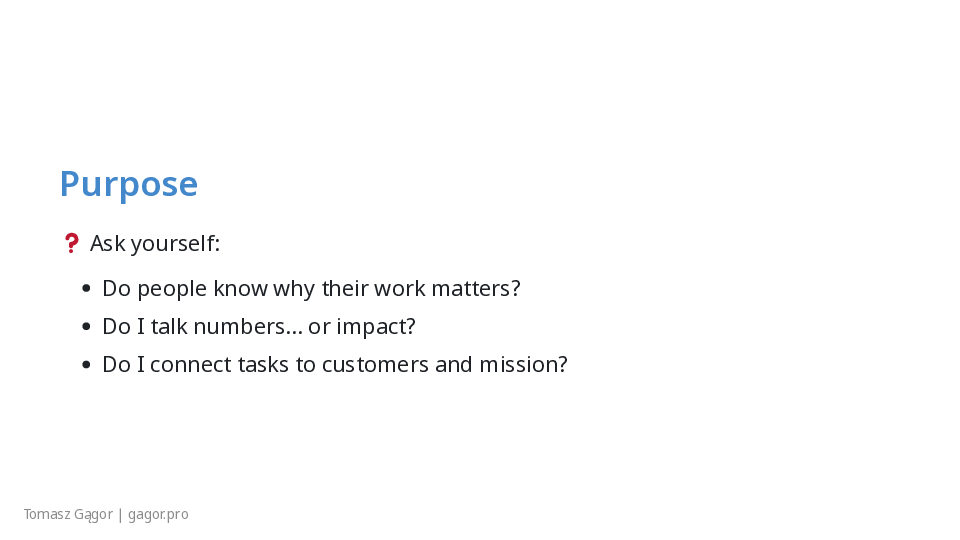 Purpose
❓ Ask yourself:
• Do people know why their work matters?
• Do I talk numbers... or impact?
• Do I connect tasks to customers and mission?
Tomasz Gągor | gagor.pro